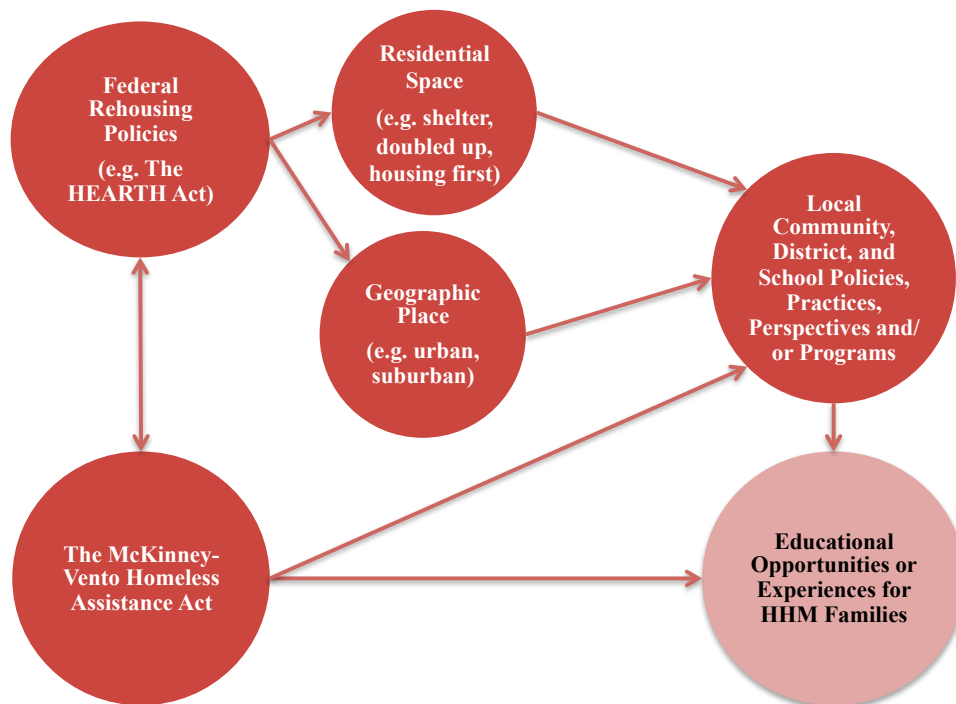 Federal
Rehousing
Policies
(e.g. The
HEARTH Act)
Residential
Space
(e.g. shelter,
doubled up,
housing first)
Geographic
Place
(e.g. urban,
suburban)
Local
Community,
District, and
School Policies,
Practices,
Perspectives and/
or Programs
The McKinney-
Vento Homeless
Assistance Act
Educational
Opportunities or
Experiences for
HHM Families